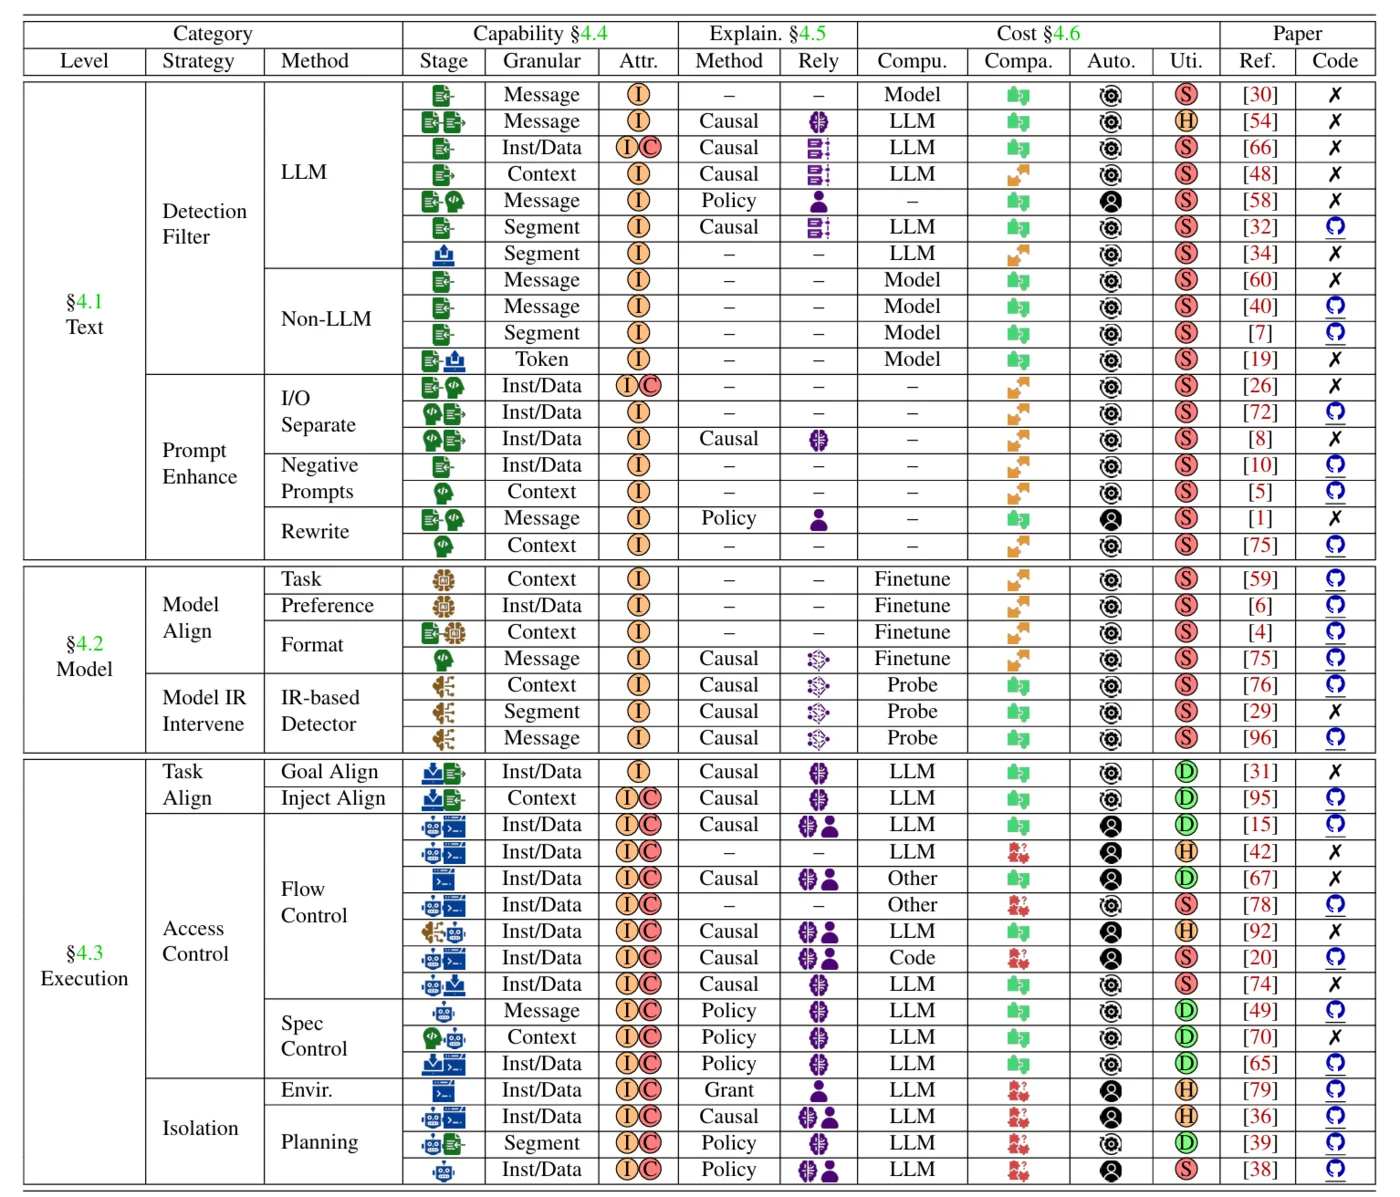 Category Capability §4.4 Explain. §4.5 Cost §4.6 Paper
Level Strategy Method Stage Granular Attr. Method Rely Compu. Compa. Auto. Uti. Ref. Code
§4.1 Text
Detection Filter
LLM
Message I – – Model S [30] ✗
Message I Causal LLM H [54] ✗
Inst/Data I C Causal LLM S [66] ✗
Context I Causal LLM S [48] ✗
Message I Policy – S [58] ✗
Segment I Causal LLM S [32]
Segment I – – LLM S [34] ✗
Non-LLM
Message I – – Model S [60] ✗
Message I – – Model S [40]
Segment I – – Model S [7]
Token I – – Model S [19] ✗
Prompt Enhance
I/O Separate
Inst/Data I C – – – S [26] ✗
Inst/Data I – – – S [72]
Inst/Data I Causal – S [8] ✗
Negative Prompts
Inst/Data I – – – S [10]
Context I – – – S [5]
Rewrite
Message I Policy – S [1] ✗
Context I – – – S [75]
§4.2 Model
Model Align
Task Context I – – Finetune S [59]
Preference Inst/Data I – – Finetune S [6]
Format
Context I – – Finetune S [4]
Message I Causal Finetune S [75]
Model IR Intervene
IR-based Detector
Context I Causal Probe S [76]
Segment I Causal Probe S [29] ✗
Message I Causal Probe S [96]
§4.3 Execution
Task Align
Goal Align Inst/Data I Causal LLM D [31] ✗
Inject Align Context I C Causal LLM D [95]
Access Control
Flow Control
Inst/Data I C Causal LLM D [15]
Inst/Data I C – – LLM H [42] ✗
Inst/Data I C Causal Other D [67] ✗
Inst/Data I C – – Other S [78]
Inst/Data I C Causal LLM H [92] ✗
Inst/Data I C Causal Code S [20]
Inst/Data I C Causal LLM S [74] ✗
Spec Control
Message I C Policy LLM D [49]
Context I C Policy LLM D [70] ✗
Inst/Data I C Policy LLM D [65]
Isolation
Envir. Inst/Data I C Grant LLM H [79]
Planning
Inst/Data I C Causal LLM H [36]
Segment I C Policy LLM D [39]
Inst/Data I C Policy LLM S [38]